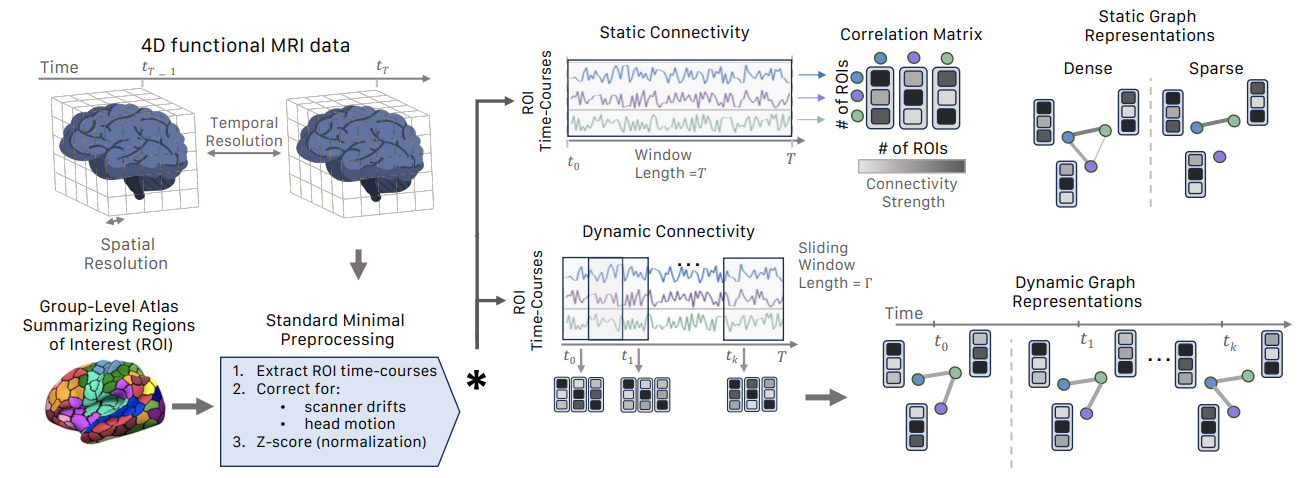 4D functional MRI data
Time
t_{T − 1}
t_T
Temporal
Resolution
Spatial
Resolution
Group-Level Atlas
Summarizing Regions
of Interest (ROI)
Standard Minimal
Preprocessing
1. Extract ROI time-courses
2. Correct for:
• scanner drifts
• head motion
3. Z-score (normalization)
*
Static Connectivity
ROI
Time-Courses
t_0
Window
Length =T
T
Correlation Matrix
# of ROIs
# of ROIs
Connectivity
Strength
Static Graph
Representations
Dense
Sparse
Dynamic Connectivity
ROI
Time-Courses
...
Sliding
Window
Length = Γ
t_0
t_1
t_k
T
Dynamic Graph
Representations
Time
t_0
t_1
...
t_k